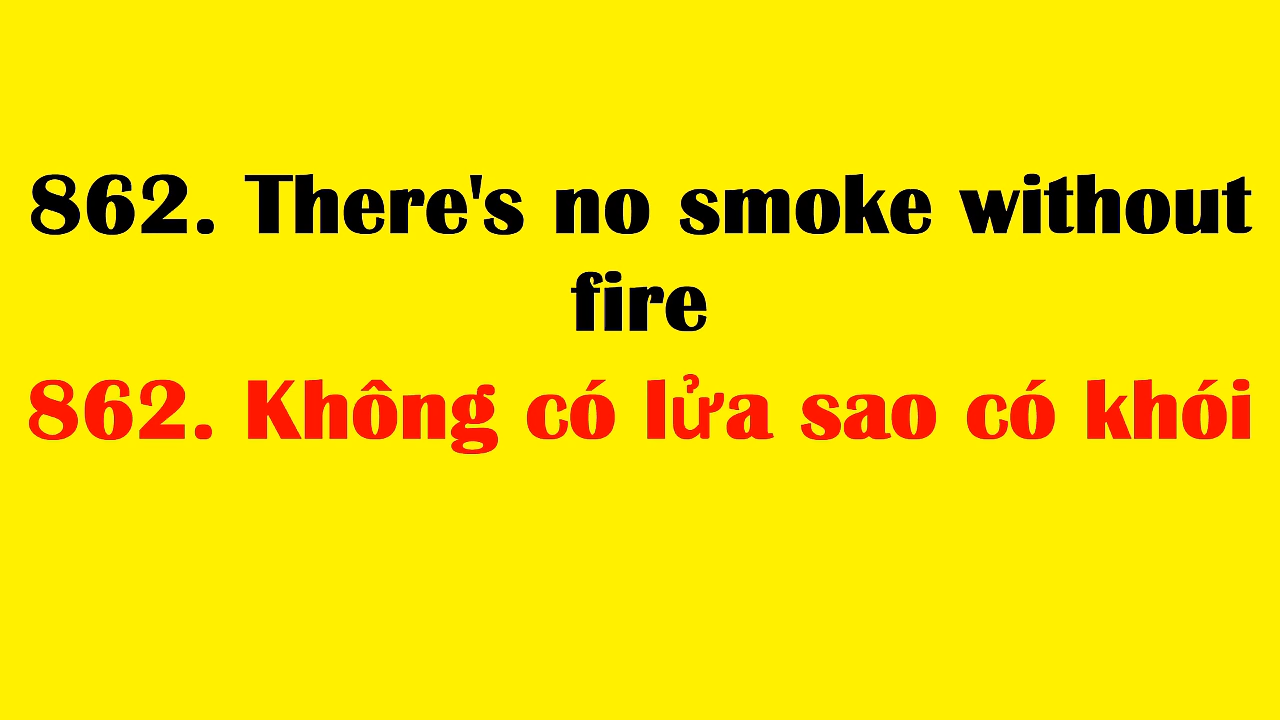 862. There's no smoke without
fire
862. Không có lửa sao có khói